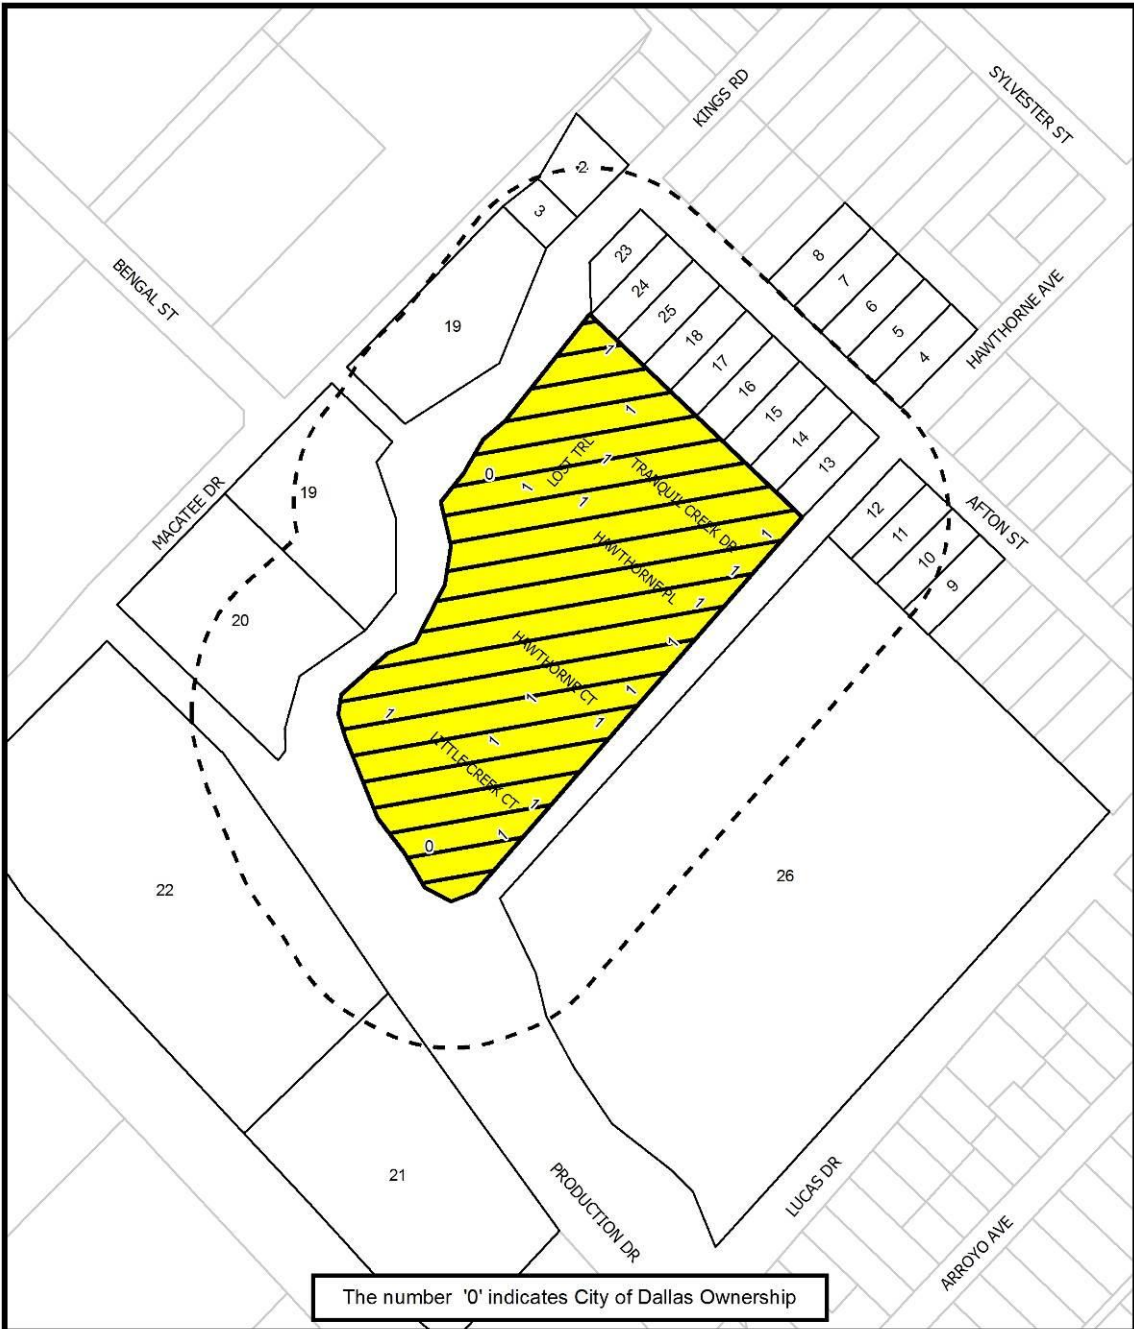 KINGS RD
SYLVESTER ST
2
3
BENGAL ST
8
7
6
5
4
HAWTHORNE AVE
23
24
25
18
17
16
15
14
13
19
1
1
LOST TRL
1
0
1
1
TRANQUIL CREEK DR
MACATEE DR
19
12
11
10
9
AFTON ST
1
HAWTHORNE PL
1
1
20
1
HAWTHORNE CT
1
1
1
1
1
LITTLE CREEK CT
1
1
0
22
26
21
PRODUCTION DR
LUCAS DR
ARROYO AVE
The number '0' indicates City of Dallas Ownership